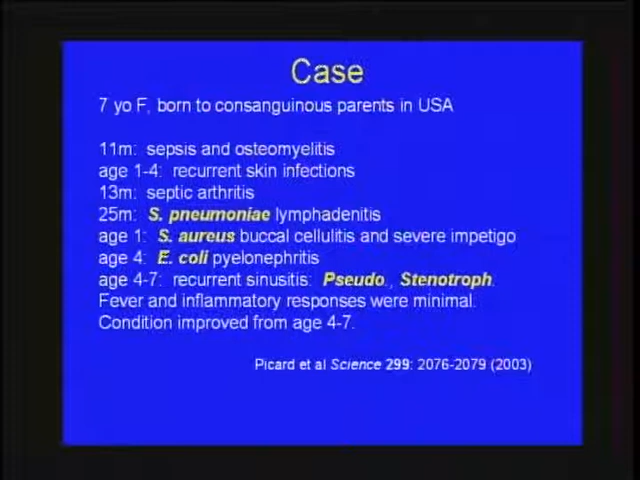 Case
7 yo F, born to consanguinous parents in USA
11m: sepsis and osteomyelitis
age 1-4: recurrent skin infections
13m: septic arthritis
25m: S. pneumoniae lymphadenitis
age 1: S. aureus buccal cellulitis and severe impetigo
age 4: E. coli pyelonephritis
age 4-7: recurrent sinusitis: Pseudo., Stenotroph.
Fever and inflammatory responses were minimal.
Condition improved from age 4-7.
Picard et al Science 299: 2076-2079 (2003)